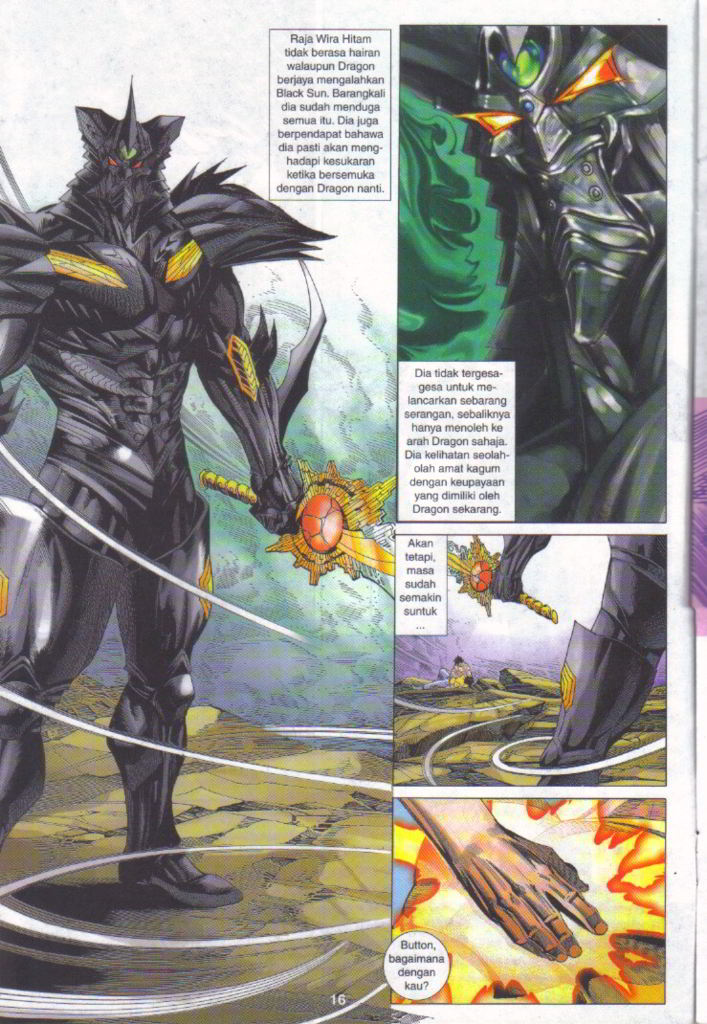 Raja Wira Hitam
tidak berasa hairan
walaupun Dragon
berjaya mengalahkan
Black Sun. Barangkali
dia sudah menduga
semua itu. Dia juga
berpendapat bahawa
dia pasti akan meng-
hadapi kesukaran
ketika bersemuka
dengan Dragon nanti.
Dia tidak tergesa-
gesa untuk me-
lancarkan sebarang
serangan, sebaliknya
hanya menoleh ke
arah Dragon sahaja.
Dia kelihatan seolah-
olah amat kagum
dengan keupayaan
yang dimiliki oleh
Dragon sekarang.
Akan
tetapi,
masa
sudah
semakin
suntuk
...
Button,
bagaimana
dengan
kau?
16